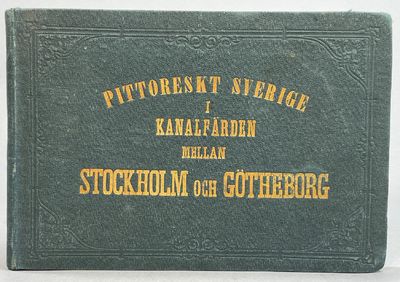 PITTORESKT SVERIGE
I
KANALFÄRDEN
MELLAN
STOCKHOLM OCH GÖTHEBORG